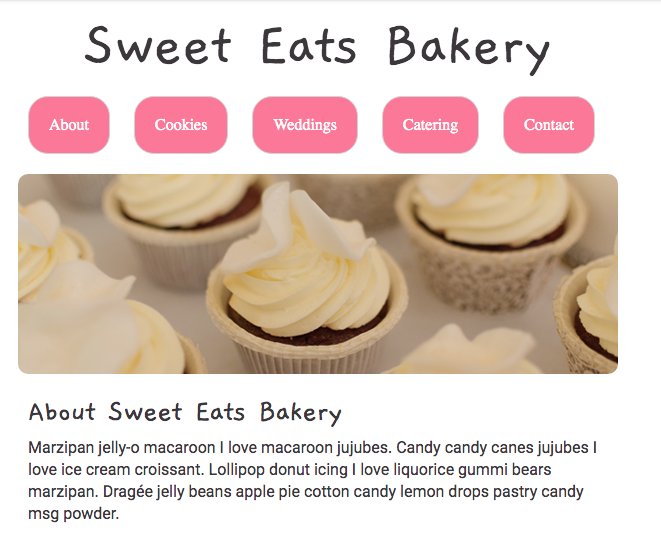 Sweet Eats Bakery
About Cookies Weddings Catering Contact
About Sweet Eats Bakery
Marzipan jelly-o macaroon I love macaroon jujubes. Candy candy canes jujubes I
love ice cream croissant. Lollipop donut icing I love liquorice gummi bears
marzipan. Dragée jelly beans apple pie cotton candy lemon drops pastry candy
msg powder.